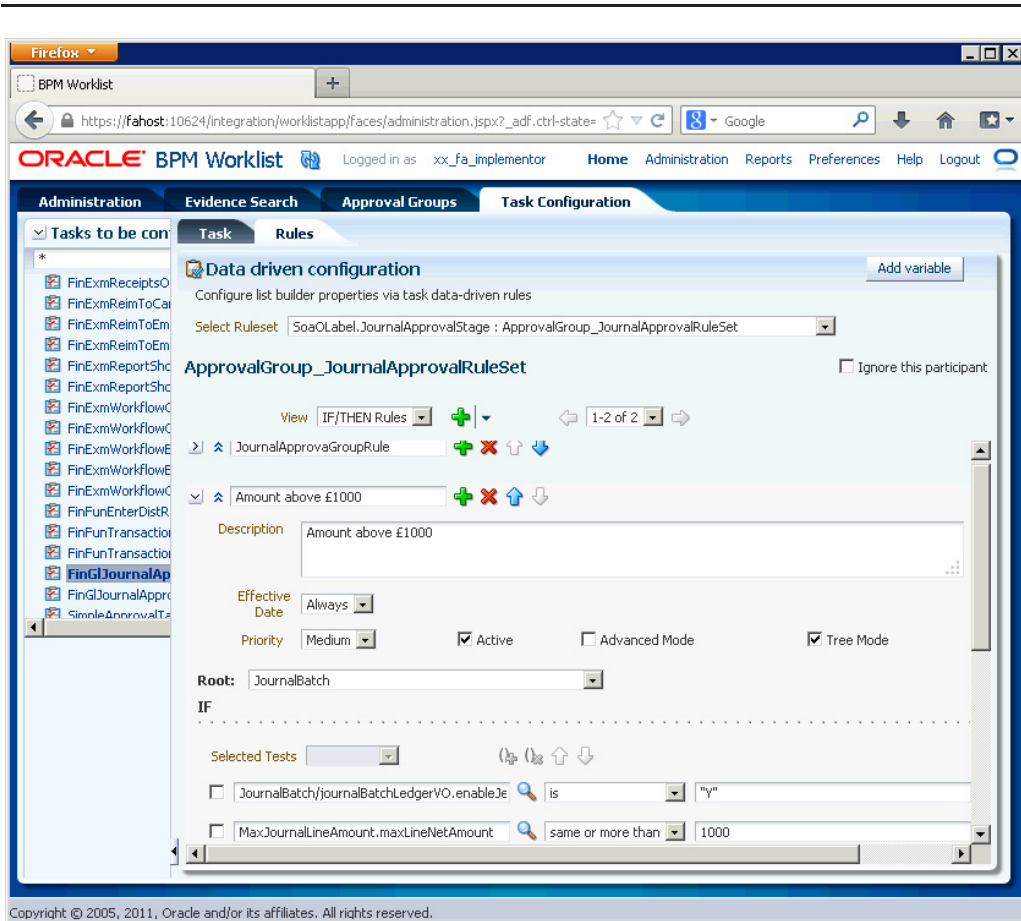 Firefox
BPM Worklist
+
https://fahost:10624/integration/worklistapp/faces/administration.jspx?_adf.ctrl-state= Google
ORACLE BPM Worklist Logged in as xx_fa_implementor Home Administration Reports Preferences Help Logout
Administration Evidence Search Approval Groups Task Configuration
Tasks to be con
*
FinExmReceiptsO
FinExmReimToCar
FinExmReimToEm
FinExmReimToEm
FinExmReportSho
FinExmReportSho
FinExmWorkflowC
FinExmWorkflowC
FinExmWorkflowE
FinExmWorkflowE
FinExmWorkflowC
FinFunEnterDistR
FinFunTransaction
FinFunTransaction
FinGlJournalAp
FinGlJournalAppro
SimpleApprovalTa
Task Rules
Data driven configuration Add variable
Configure list builder properties via task data-driven rules
Select Ruleset SoaOLabel.JournalApprovalStage : ApprovalGroup_JournalApprovalRuleSet
ApprovalGroup_JournalApprovalRuleSet Ignore this participant
View IF/THEN Rules 1-2 of 2
JournalApprovaGroupRule
Amount above £1000
Description Amount above £1000
Effective Date Always
Priority Medium Active Advanced Mode Tree Mode
Root: JournalBatch
IF
Selected Tests
JournalBatch/journalBatchLedgerVO.enableJe is "Y"
MaxJournalLineAmount.maxLineNetAmount same or more than 1000
Copyright © 2005, 2011, Oracle and/or its affiliates. All rights reserved.